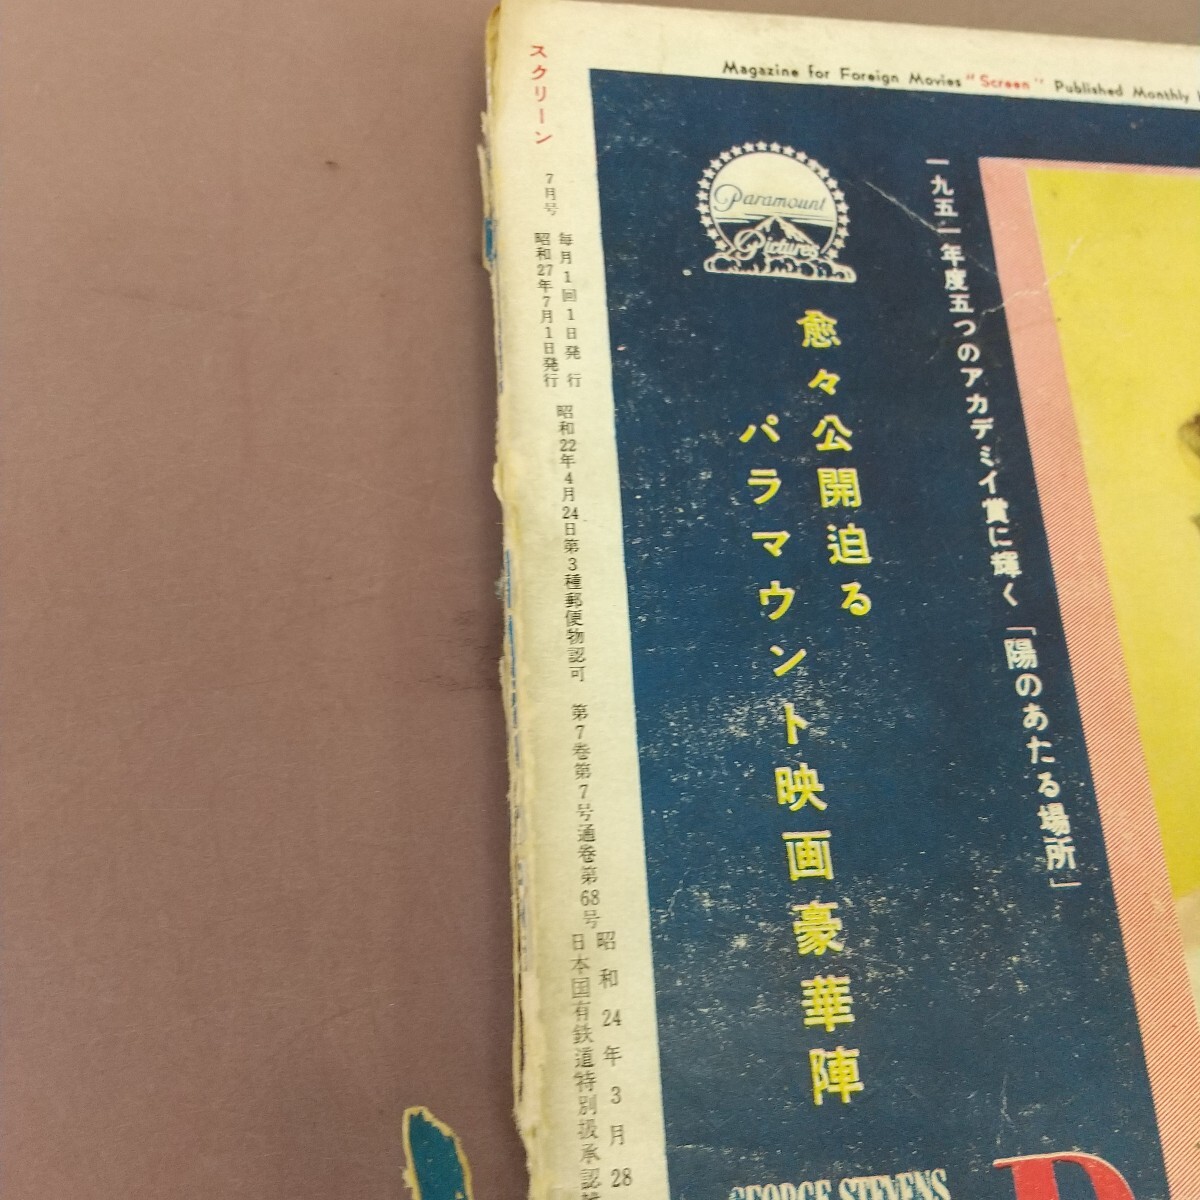 Magazine for Foreign Movies "Screen" Published Monthly
スクリーン
7月号
毎月1回1日発行
昭和27年7月1日発行
昭和22年4月24日第3種郵便物認可
第7巻第7号通巻第68号
昭和24年3月28
日本国有鉄道特別扱承認雑
Paramount
Pictures
一九五一年度五つのアカデミイ賞に輝く「陽のあたる場所」
愈々公開迫る
パラマウント映画豪華陣
GEORGE STEVENS